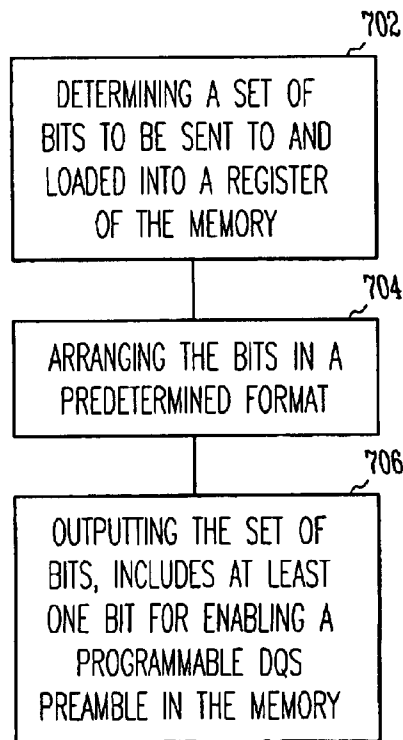 702
DETERMINING A SET OF
BITS TO BE SENT TO AND
LOADED INTO A REGISTER
OF THE MEMORY
704
ARRANGING THE BITS IN A
PREDETERMINED FORMAT
706
OUTPUTTING THE SET OF
BITS, INCLUDES AT LEAST
ONE BIT FOR ENABLING A
PROGRAMMABLE DQS
PREAMBLE IN THE MEMORY